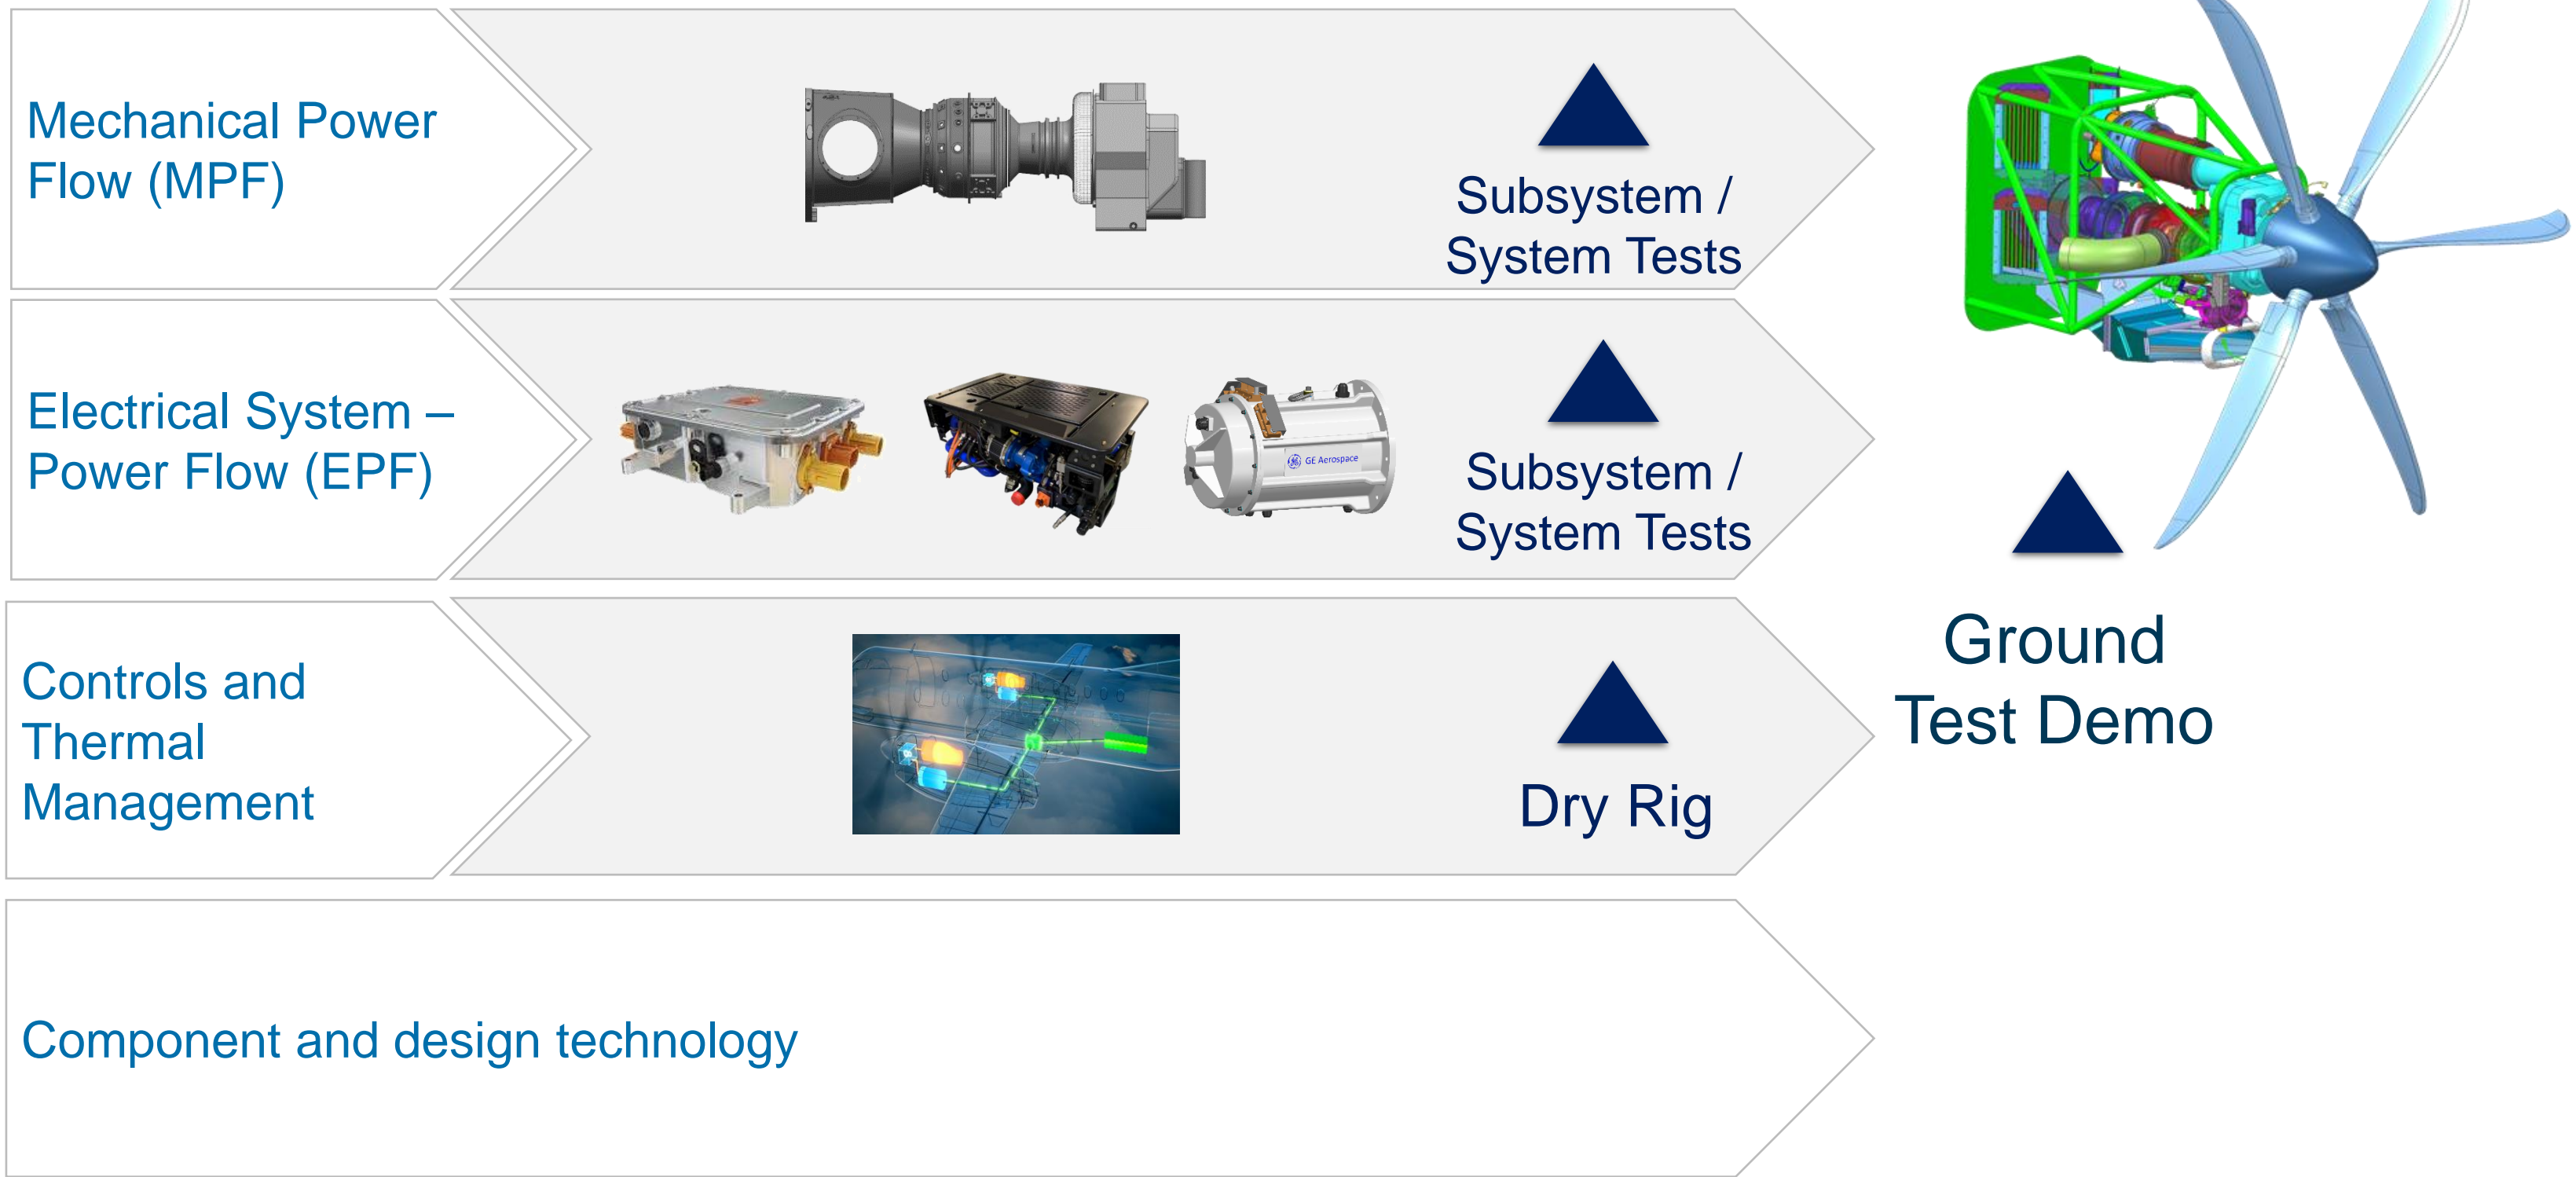 Mechanical Power
Flow (MPF)
Subsystem /
System Tests
Electrical System –
Power Flow (EPF)
GE Aerospace
Subsystem /
System Tests
Controls and
Thermal
Management
Dry Rig
Ground
Test Demo
Component and design technology